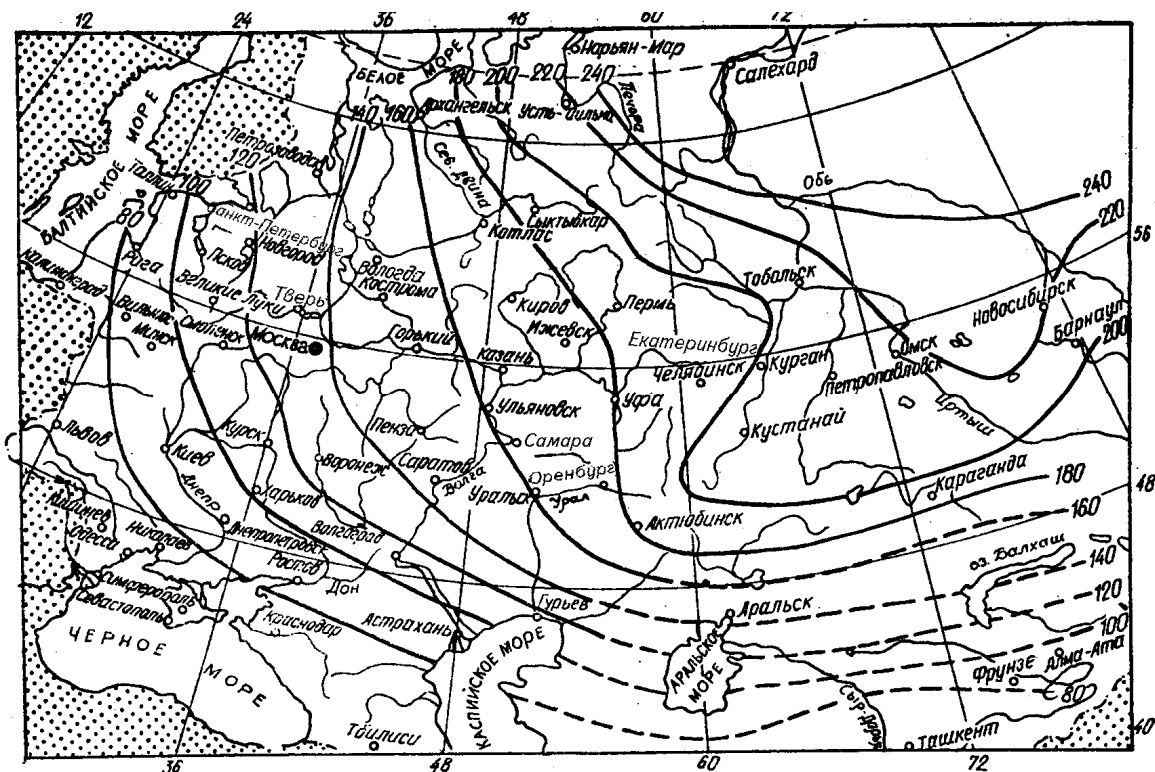 12
24
36
48
60
72
Нарьян-Мар
БЕЛОЕ МОРЕ
180
200
220
240
Салехард
140
160
Архангельск
Усть-Цильма
Печора
Петрозаводск
120
Сев. Двина
БАЛТИЙСКОЕ МОРЕ
Таллин
100
Обь
240
80
Санкт-Петербург
Сыктывкар
Котлас
220
Новгород
Псков
Рига
Вологда
56
Калининград
Великие Луки
Тверь
Кострома
Тобольск
Киров
Пермь
Новосибирск
Вильнюс
Смоленск
МОСКВА
Ижевск
Барнаул
Минск
Горький
Екатеринбург
Омск
200
Казань
Челябинск
Курган
Петропавловск
Ульяновск
Уфа
Иртыш
Львов
Курск
Пенза
Кустанай
Киев
Самара
Воронеж
Саратов
Волга
Оренбург
Караганда
180
Днепр
Харьков
Уральск
Урал
48
Кишинев
Николаев
Днепропетровск
Волгоград
Актюбинск
160
Одесса
Ростов
оз. Балхаш
140
Симферополь
Дон
Севастополь
Гурьев
Аральск
120
Краснодар
Астрахань
100
ЧЕРНОЕ МОРЕ
КАСПИЙСКОЕ МОРЕ
АРАЛЬСКОЕ МОРЕ
Фрунзе
Алма-Ата
80
Сыр-Дарья
Тбилиси
Ташкент
40
36
48
60
72